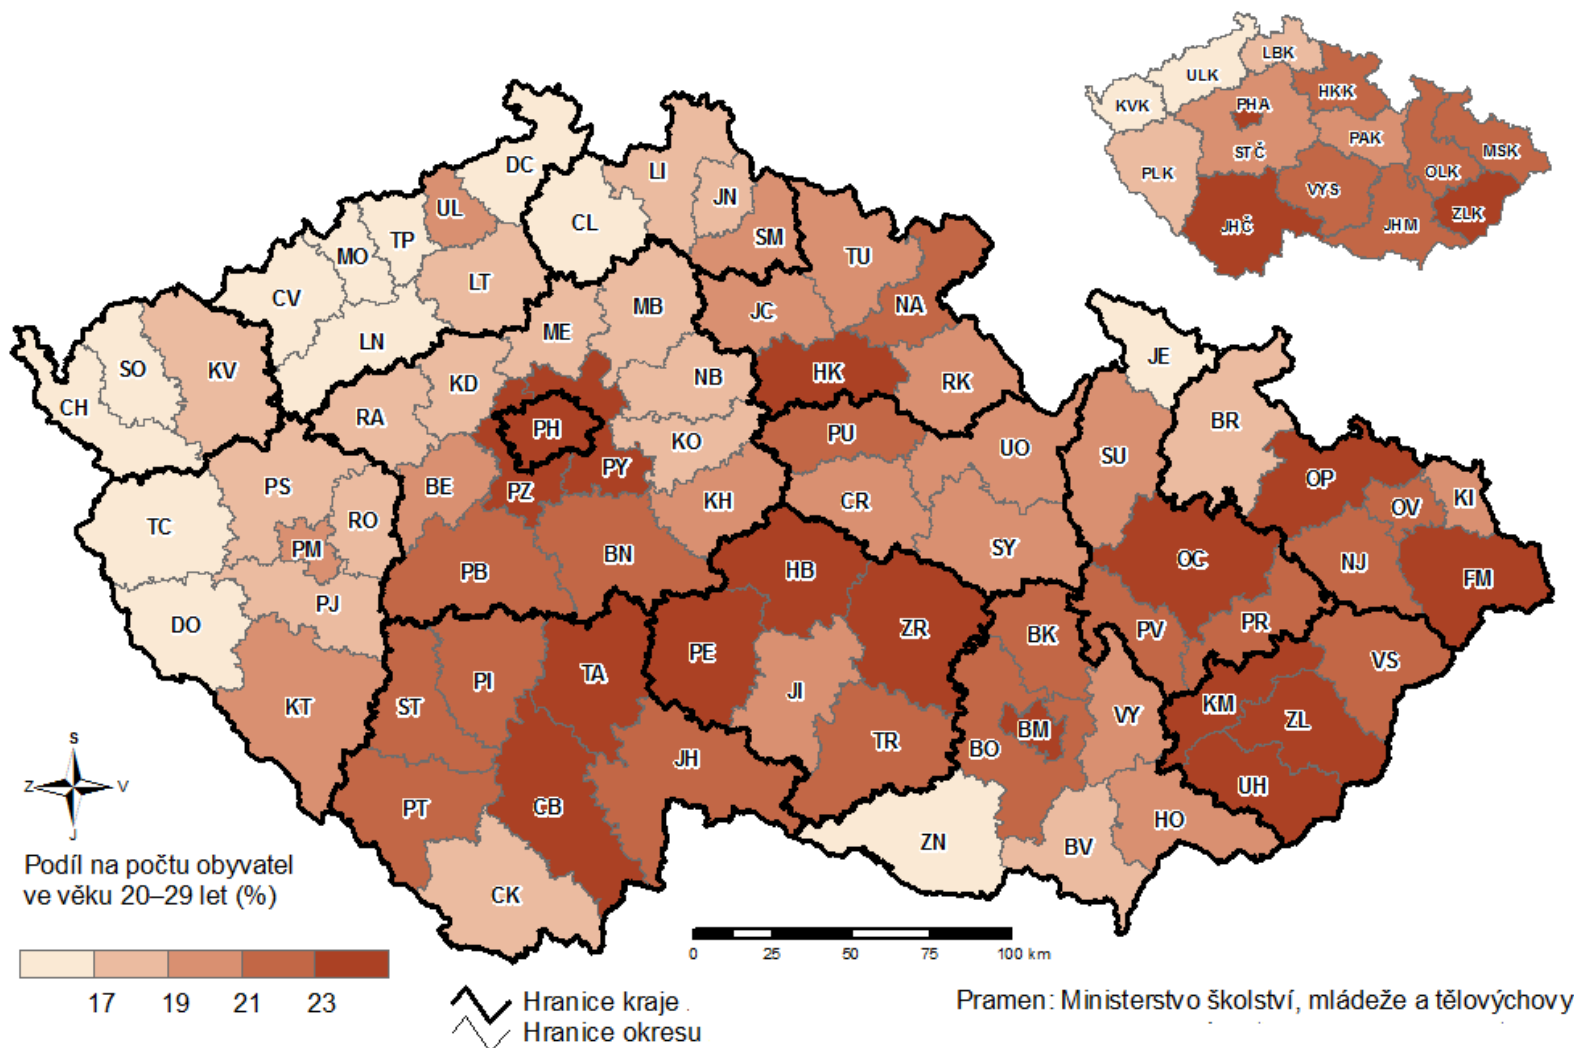 LBK
ULK
HKK
KVK
PHA
PAK
STČ
MSK
OLK
PLK
VYS
ZLK
JHČ
JHM
DC
LI
JN
UL
CL
TP
SM
MO
TU
LT
CV
MB
NA
JC
ME
LN
SO
KV
JE
HK
RK
NB
KD
CH
RA
BR
PH
PU
KO
UO
SU
PY
OP
PS
BE
PZ
KH
CR
OV
KI
TC
RO
PM
BN
SY
OC
NJ
PB
HB
FM
PJ
DO
ZR
BK
PV
PR
PE
VS
PI
TA
JI
KT
ST
KM
VY
ZL
BM
BO
TR
JH
UH
PT
CB
HO
ZN
BV
CK
S
Z V
J
Podíl na počtu obyvatel
ve věku 20–29 let (%)
17 19 21 23
0 25 50 75 100 km
Hranice kraje
Hranice okresu
Pramen: Ministerstvo školství, mládeže a tělovýchovy